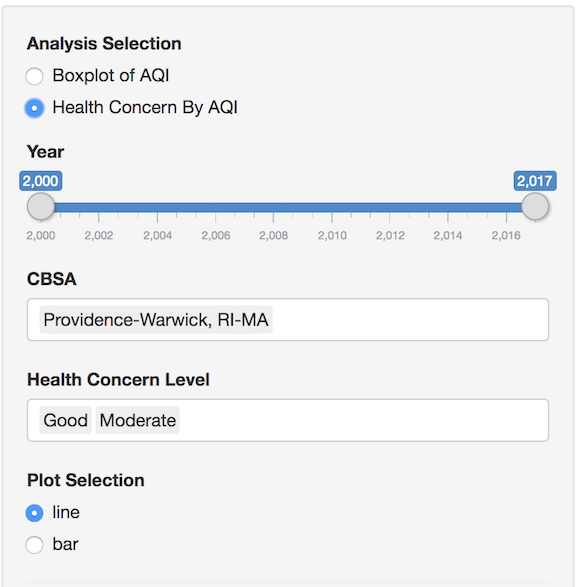 Analysis Selection
Boxplot of AQI
Health Concern By AQI
Year
2,000 2,017
2,000 2,002 2,004 2,006 2,008 2,010 2,012 2,014 2,016
CBSA
Providence-Warwick, RI-MA
Health Concern Level
Good Moderate
Plot Selection
line
bar